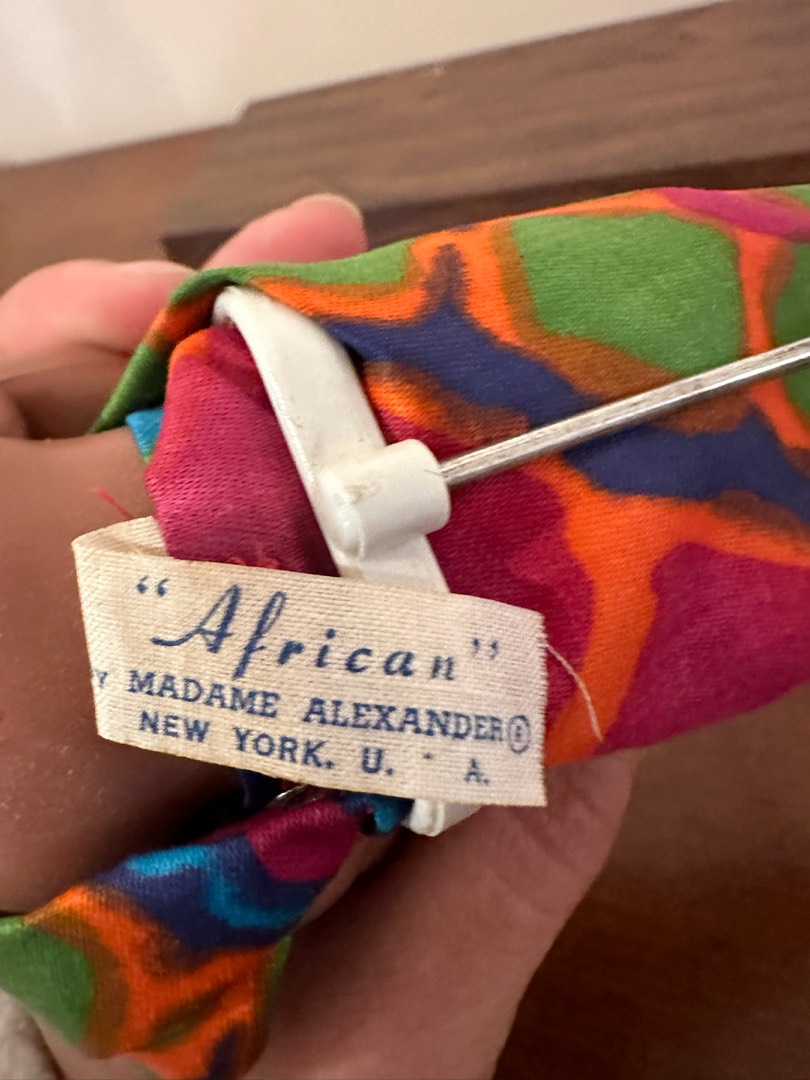 "African"
Y MADAME ALEXANDER®
NEW YORK. U. A.